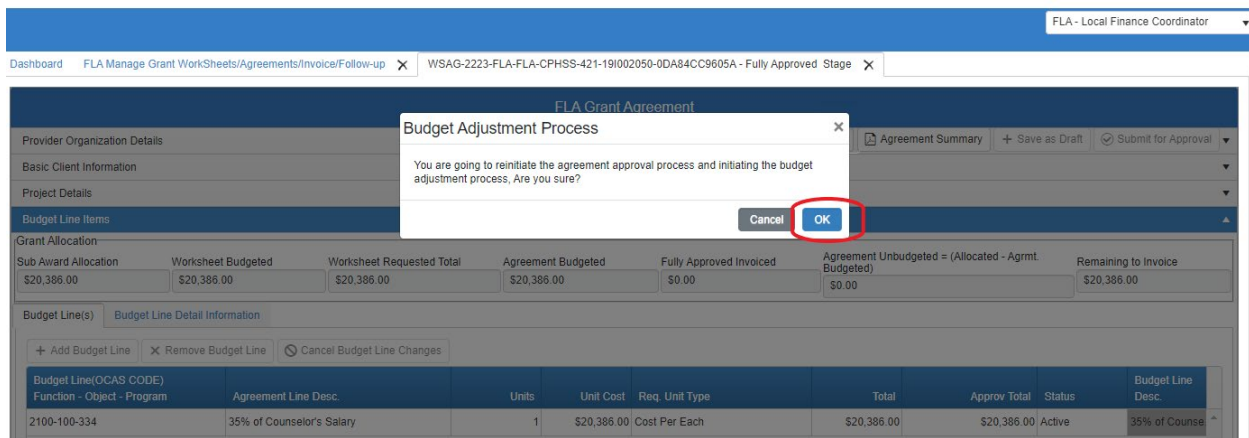 FLA - Local Finance Coordinator
Dashboard FLA Manage Grant WorkSheets/Agreements/Invoice/Follow-up WSAG-2223-FLA-FLA-CPHSS-421-19I002050-0DA84CC9605A - Fully Approved Stage
FLA Grant Agreement
Budget Adjustment Process
Provider Organization Details
Agreement Summary + Save as Draft Submit for Approval
You are going to reinitiate the agreement approval process and initiating the budget
adjustment process, Are you sure?
Basic Client Information
Project Details
Cancel OK
Budget Line Items
Grant Allocation
Sub Award Allocation Worksheet Budgeted Worksheet Requested Total Agreement Budgeted Fully Approved Invoiced Agreement Unbudgeted = (Allocated - Agrmt. Budgeted) Remaining to Invoice
$20,386.00 $20,386.00 $20,386.00 $20,386.00 $0.00 $0.00 $20,386.00
Budget Line(s) Budget Line Detail Information
+ Add Budget Line Remove Budget Line Cancel Budget Line Changes
Budget Line(OCAS CODE)
Function - Object - Program Agreement Line Desc. Units Unit Cost Req. Unit Type Total Approv Total Status Budget Line Desc.
2100-100-334 35% of Counselor's Salary 1 $20,386.00 Cost Per Each $20,386.00 $20,386.00 Active 35% of Counse